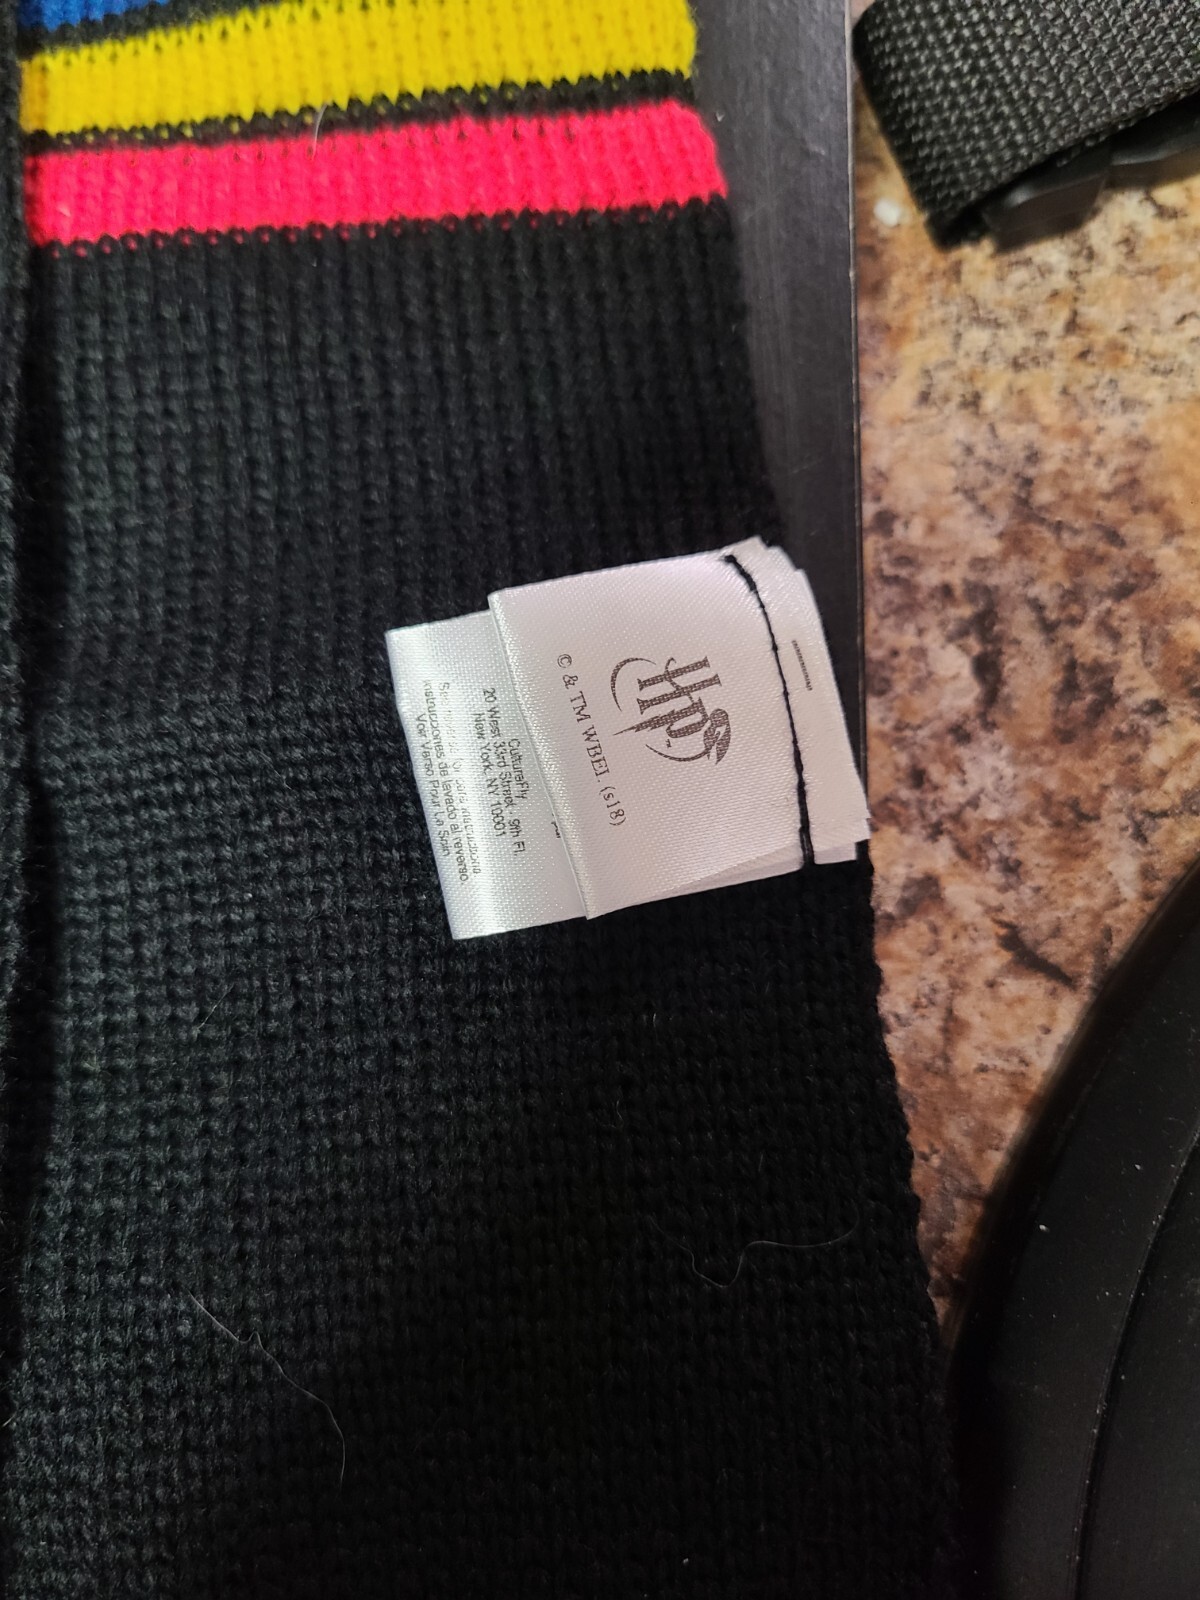 HP
TM
© & TM WBEI. (s18)
CultureFly
20 West 33rd Street, 9th Fl.
New York, NY 10001
Instrucciones de lavado al reverso
Voir Verso Pour Le Soin